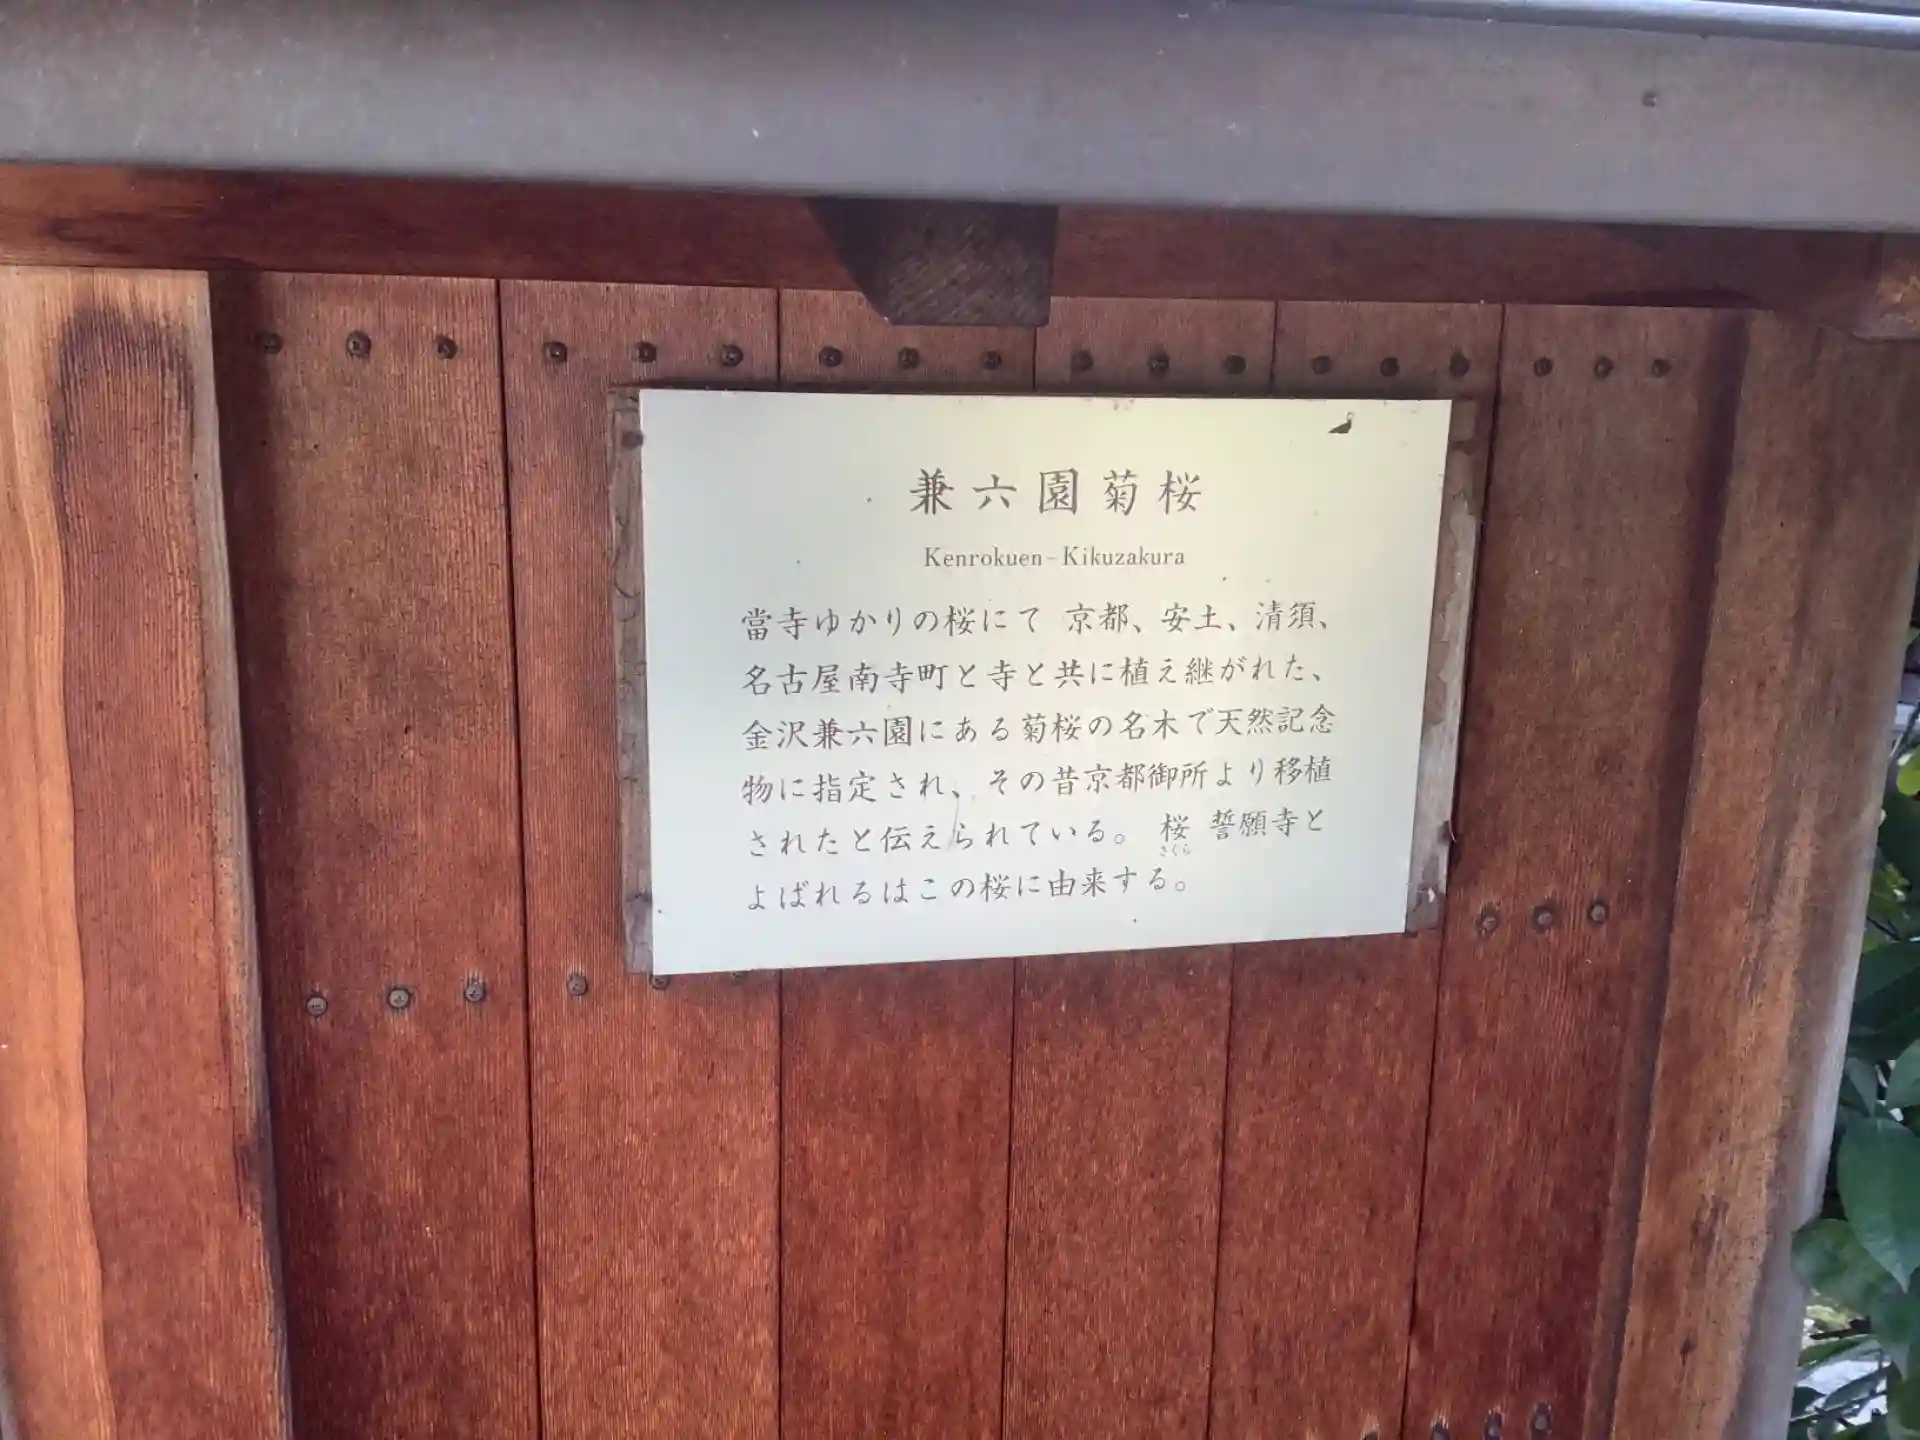 兼六園菊桜
Kenrokuen-Kikuzakura
當寺ゆかりの桜にて 京都、安土、清須、
名古屋南寺町と寺と共に植え継がれた、
金沢兼六園にある菊桜の名木で天然記念
物に指定され、その昔京都御所より移植
されたと伝えられている。 桜 誓願寺と
さくら
よばれるはこの桜に由来する。